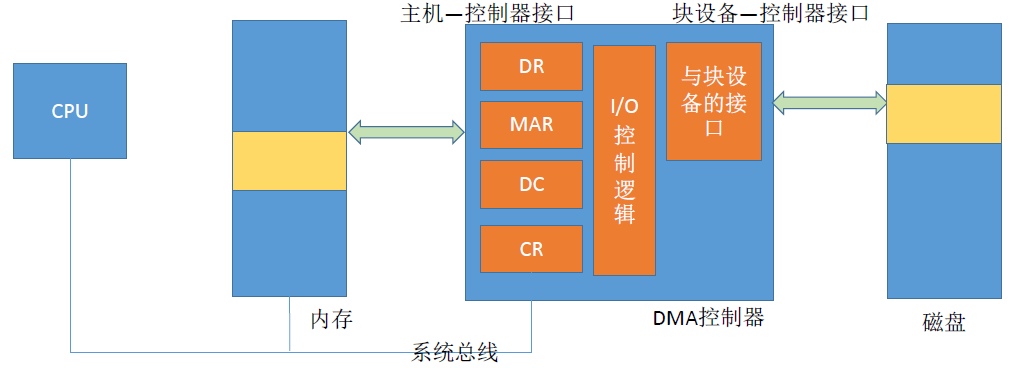 主机—控制器接口
块设备—控制器接口
CPU
DR
MAR
DC
CR
I/O
控
制
逻
辑
与块设
备的接
口
内存
DMA控制器
磁盘
系统总线